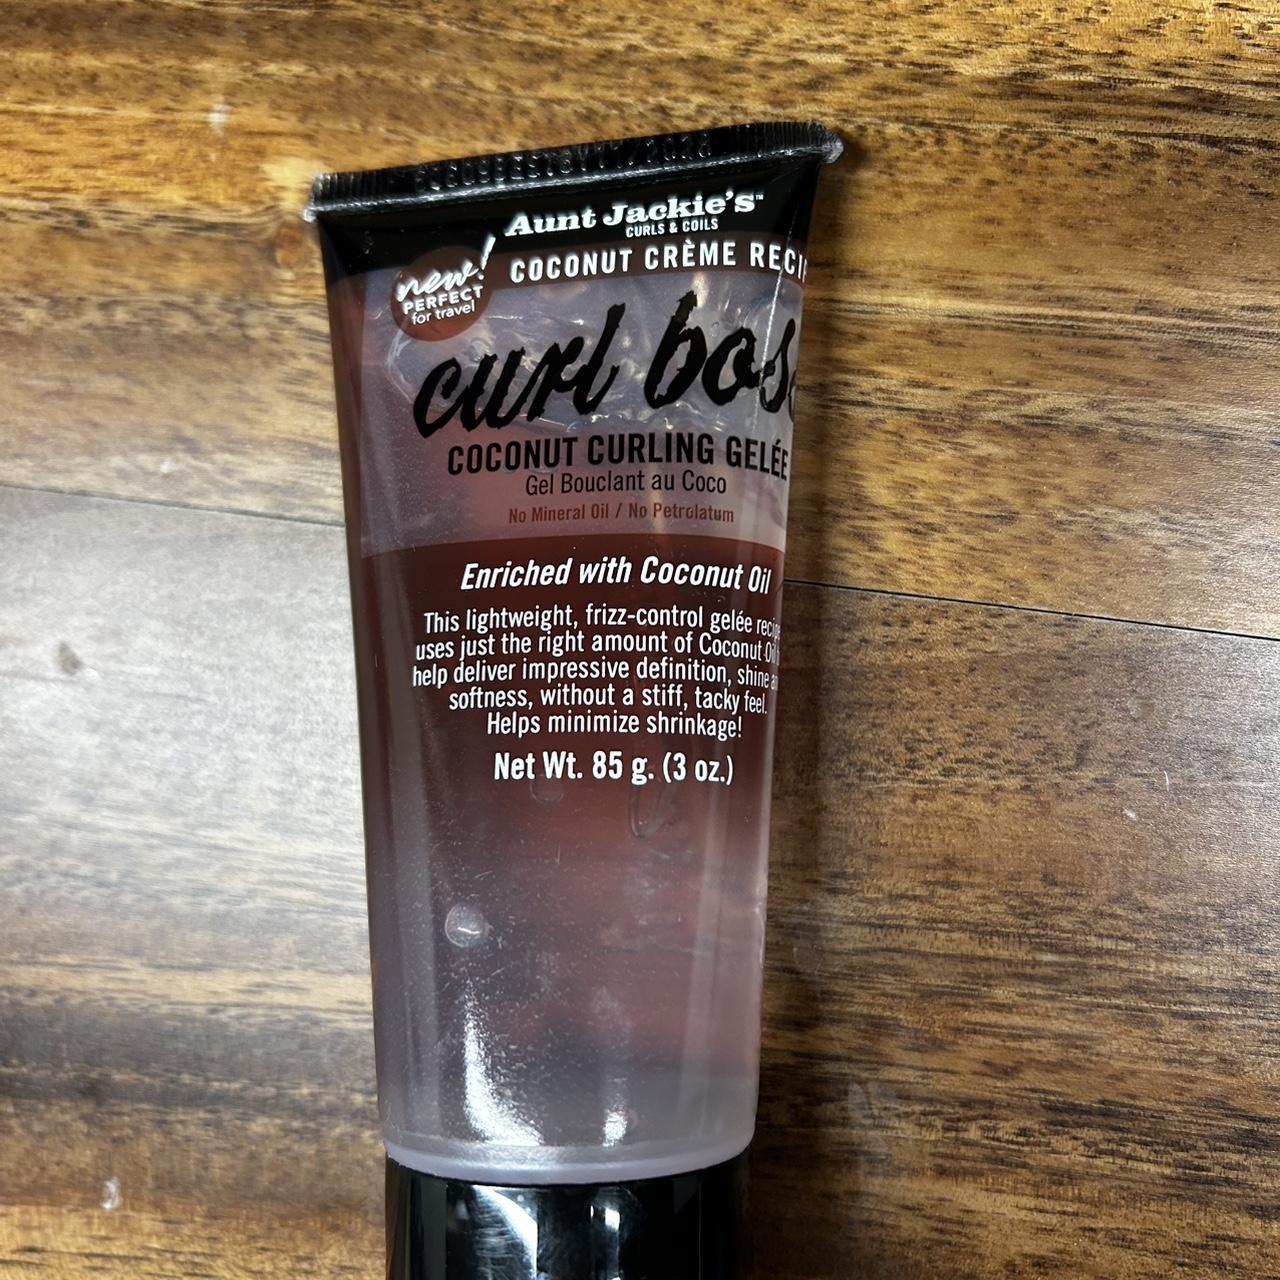 Aunt Jackie's™
CURLS & COILS
COCONUT CRÈME
new!
PERFECT
for travel
curl boss
COCONUT CURLING GELÉE
Gel Bouclant au Coco
No Mineral Oil / No Petrolatum
Enriched with Coconut Oil
This lightweight, frizz-control gelée
uses just the right amount of Coconut Oil
help deliver impressive definition, shine
softness, without a stiff, tacky feel.
Helps minimize shrinkage!
Net Wt. 85 g. (3 oz.)